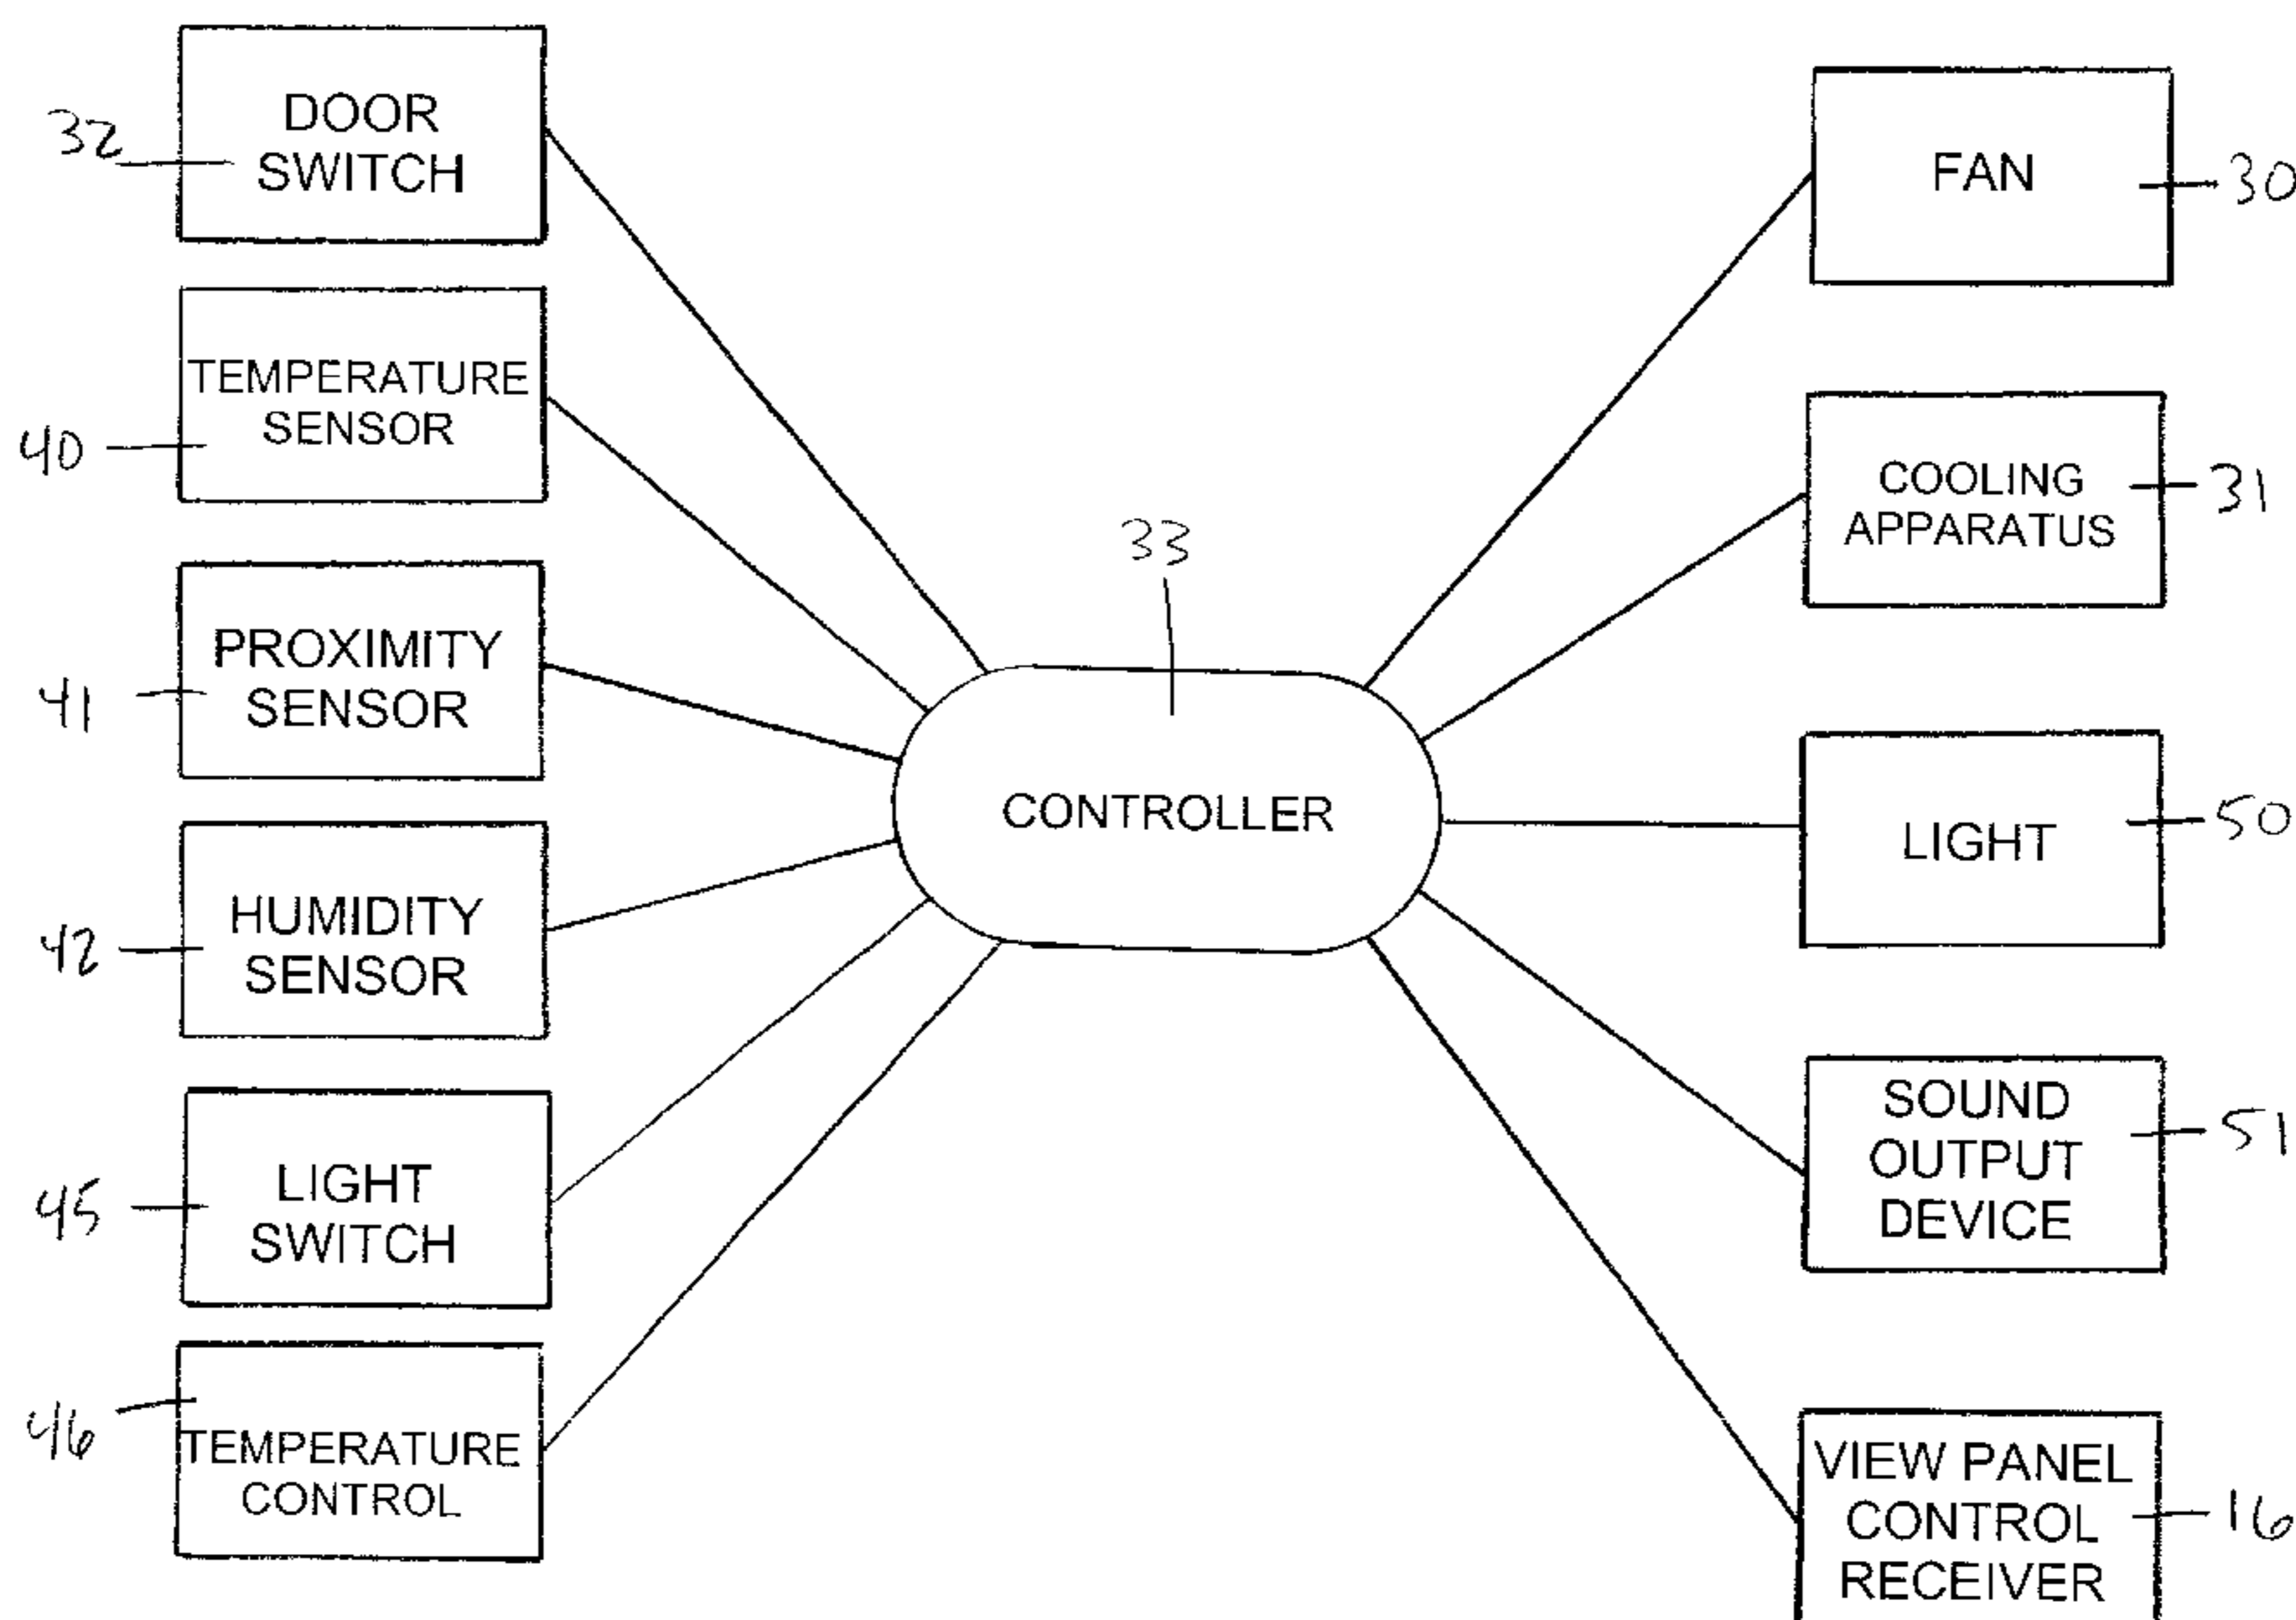 32
DOOR
SWITCH
40
TEMPERATURE
SENSOR
41
PROXIMITY
SENSOR
42
HUMIDITY
SENSOR
45
LIGHT
SWITCH
46
TEMPERATURE
CONTROL
33
CONTROLLER
FAN
30
COOLING
APPARATUS
31
LIGHT
50
SOUND
OUTPUT
DEVICE
51
VIEW PANEL
CONTROL
RECEIVER
16